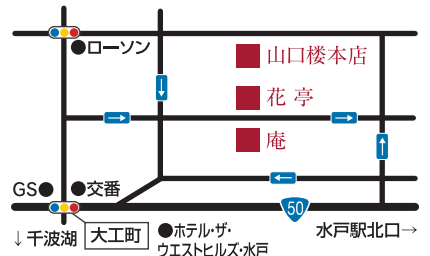 ●ローソン
山口楼本店
花 亭
庵
GS●
●交番
50
↓千波湖
大工町
●ホテル・ザ・
ウエストヒルズ・水戸
水戸駅北口→